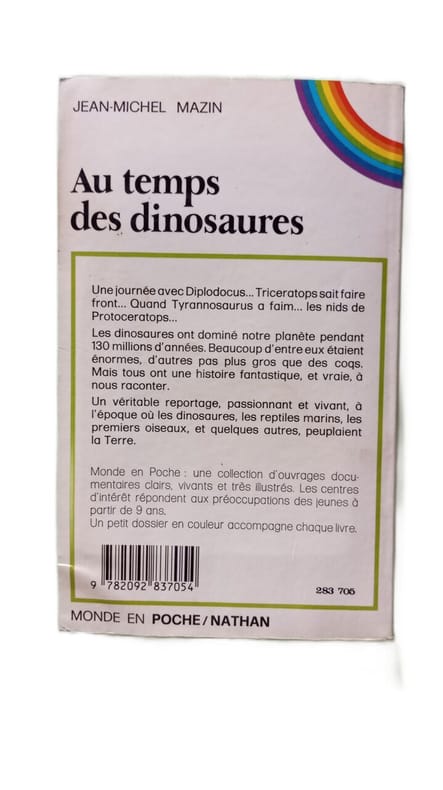 JEAN-MICHEL MAZIN
Au temps
des dinosaures
Une journée avec Diplodocus... Triceratops sait faire
front... Quand Tyrannosaurus a faim... les nids de
Protoceratops...
Les dinosaures ont dominé notre planète pendant
130 millions d'années. Beaucoup d'entre eux étaient
énormes, d'autres pas plus gros que des coqs.
Mais tous ont une histoire fantastique, et vraie, à
nous raconter.
Un véritable reportage, passionnant et vivant, à
l'époque où les dinosaures, les reptiles marins, les
premiers oiseaux, et quelques autres, peuplaient
la Terre.
Monde en Poche : une collection d'ouvrages docu-
mentaires clairs, vivants et très illustrés. Les centres
d'intérêt répondent aux préoccupations des jeunes à
partir de 9 ans.
Un petit dossier en couleur accompagne chaque livre.
9 782092 837054
283 705
MONDE EN POCHE/NATHAN